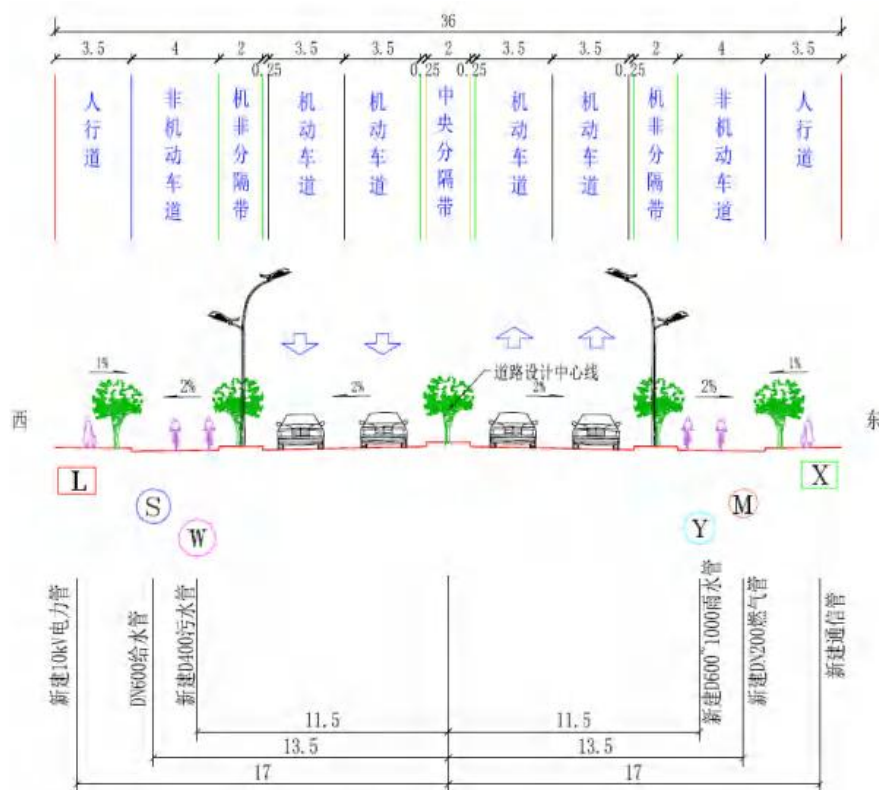 36
3.5 4 2 3.5 3.5 2 3.5 3.5 2 4 3.5
0.25 0.25 0.25 0.25
人行道
非机动车道
机非分隔带
机动车道
机动车道
中央分隔带
机动车道
机动车道
机非分隔带
非机动车道
人行道
道路设计中心线
1% 2% 2% 2% 2% 1%
西 东
L X
S M
W Y
新建10kV电力管
DN600给水管
新建D400污水管
新建D600~1000雨水管
新建DN200燃气管
新建通信管
11.5 11.5
13.5 13.5
17 17